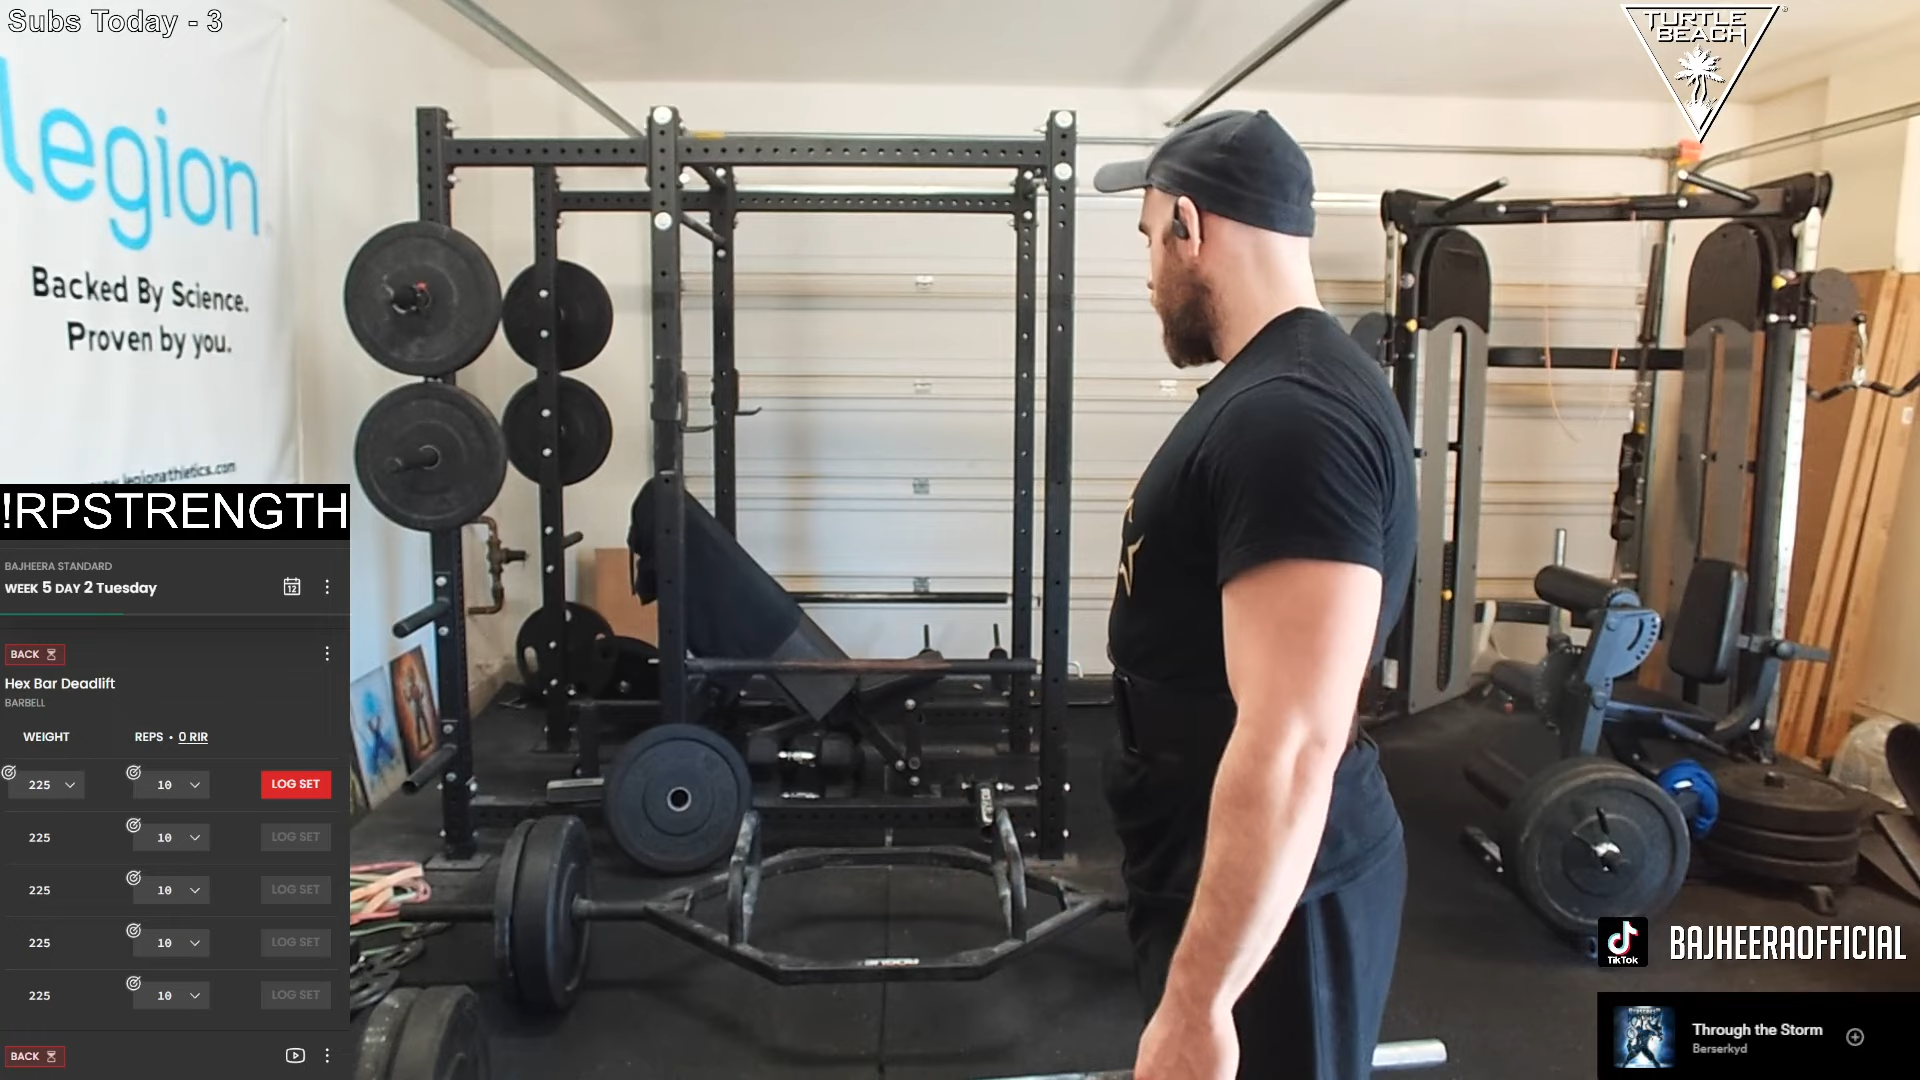 Subs Today - 3
TURTLE
BEACH
legion
Backed By Science.
Proven by you.
www.legionathletics.com
!RPSTRENGTH
BAJHEERA STANDARD
WEEK 5 DAY 2 Tuesday
12
BACK
Hex Bar Deadlift
BARBELL
WEIGHT REPS • 0 RIR
225 10 LOG SET
225 10 LOG SET
225 10 LOG SET
225 10 LOG SET
225 10 LOG SET
BACK
ROGUE
TikTok
BAJHEERAOFFICIAL
Through the Storm
Berserkyd